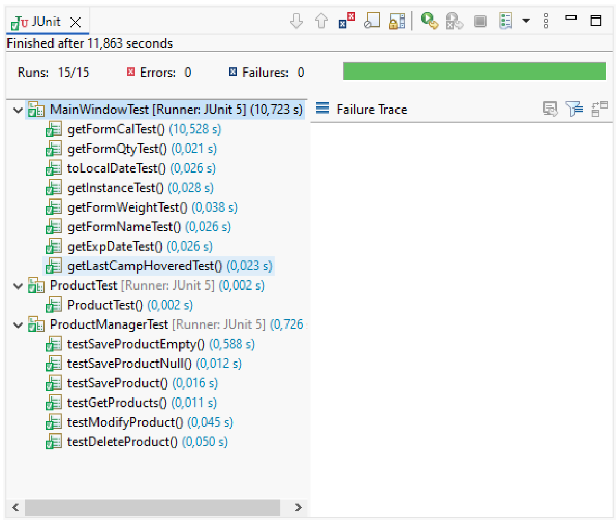 JUnit
Finished after 11,863 seconds
Runs: 15/15 Errors: 0 Failures: 0
MainWindowTest [Runner: JUnit 5] (10,723 s)
Failure Trace
getFormCalTest() (10,528 s)
getFormQtyTest() (0,021 s)
toLocalDateTest() (0,026 s)
getInstanceTest() (0,028 s)
getFormWeightTest() (0,038 s)
getFormNameTest() (0,026 s)
getExpDateTest() (0,026 s)
getLastCampHoveredTest() (0,023 s)
ProductTest [Runner: JUnit 5] (0,002 s)
ProductTest() (0,002 s)
ProductManagerTest [Runner: JUnit 5] (0,726
testSaveProductEmpty() (0,588 s)
testSaveProductNull() (0,012 s)
testSaveProduct() (0,016 s)
testGetProducts() (0,011 s)
testModifyProduct() (0,045 s)
testDeleteProduct() (0,050 s)